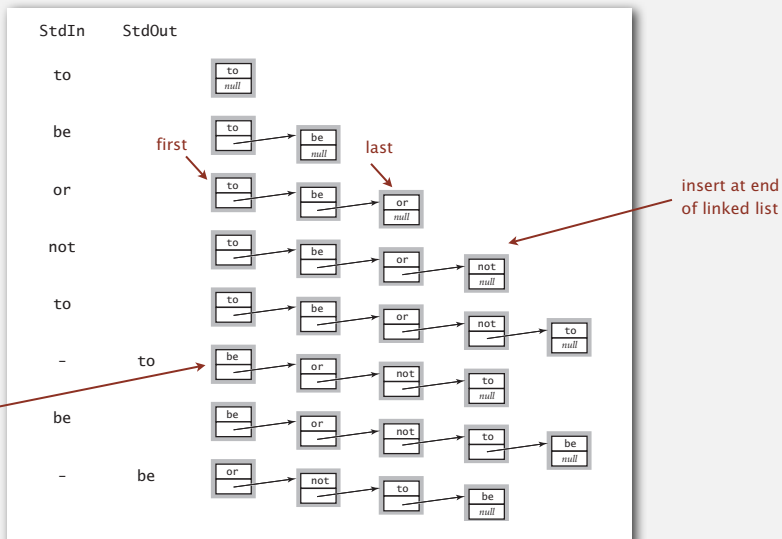 StdIn StdOut
to
to
null
be
to
be
null
first
last
or
to
be
or
null
insert at end
of linked list
not
to
be
or
not
null
to
to
be
or
not
to
null
- to
be
or
not
to
null
be
be
or
not
to
be
null
- be
or
not
to
be
null